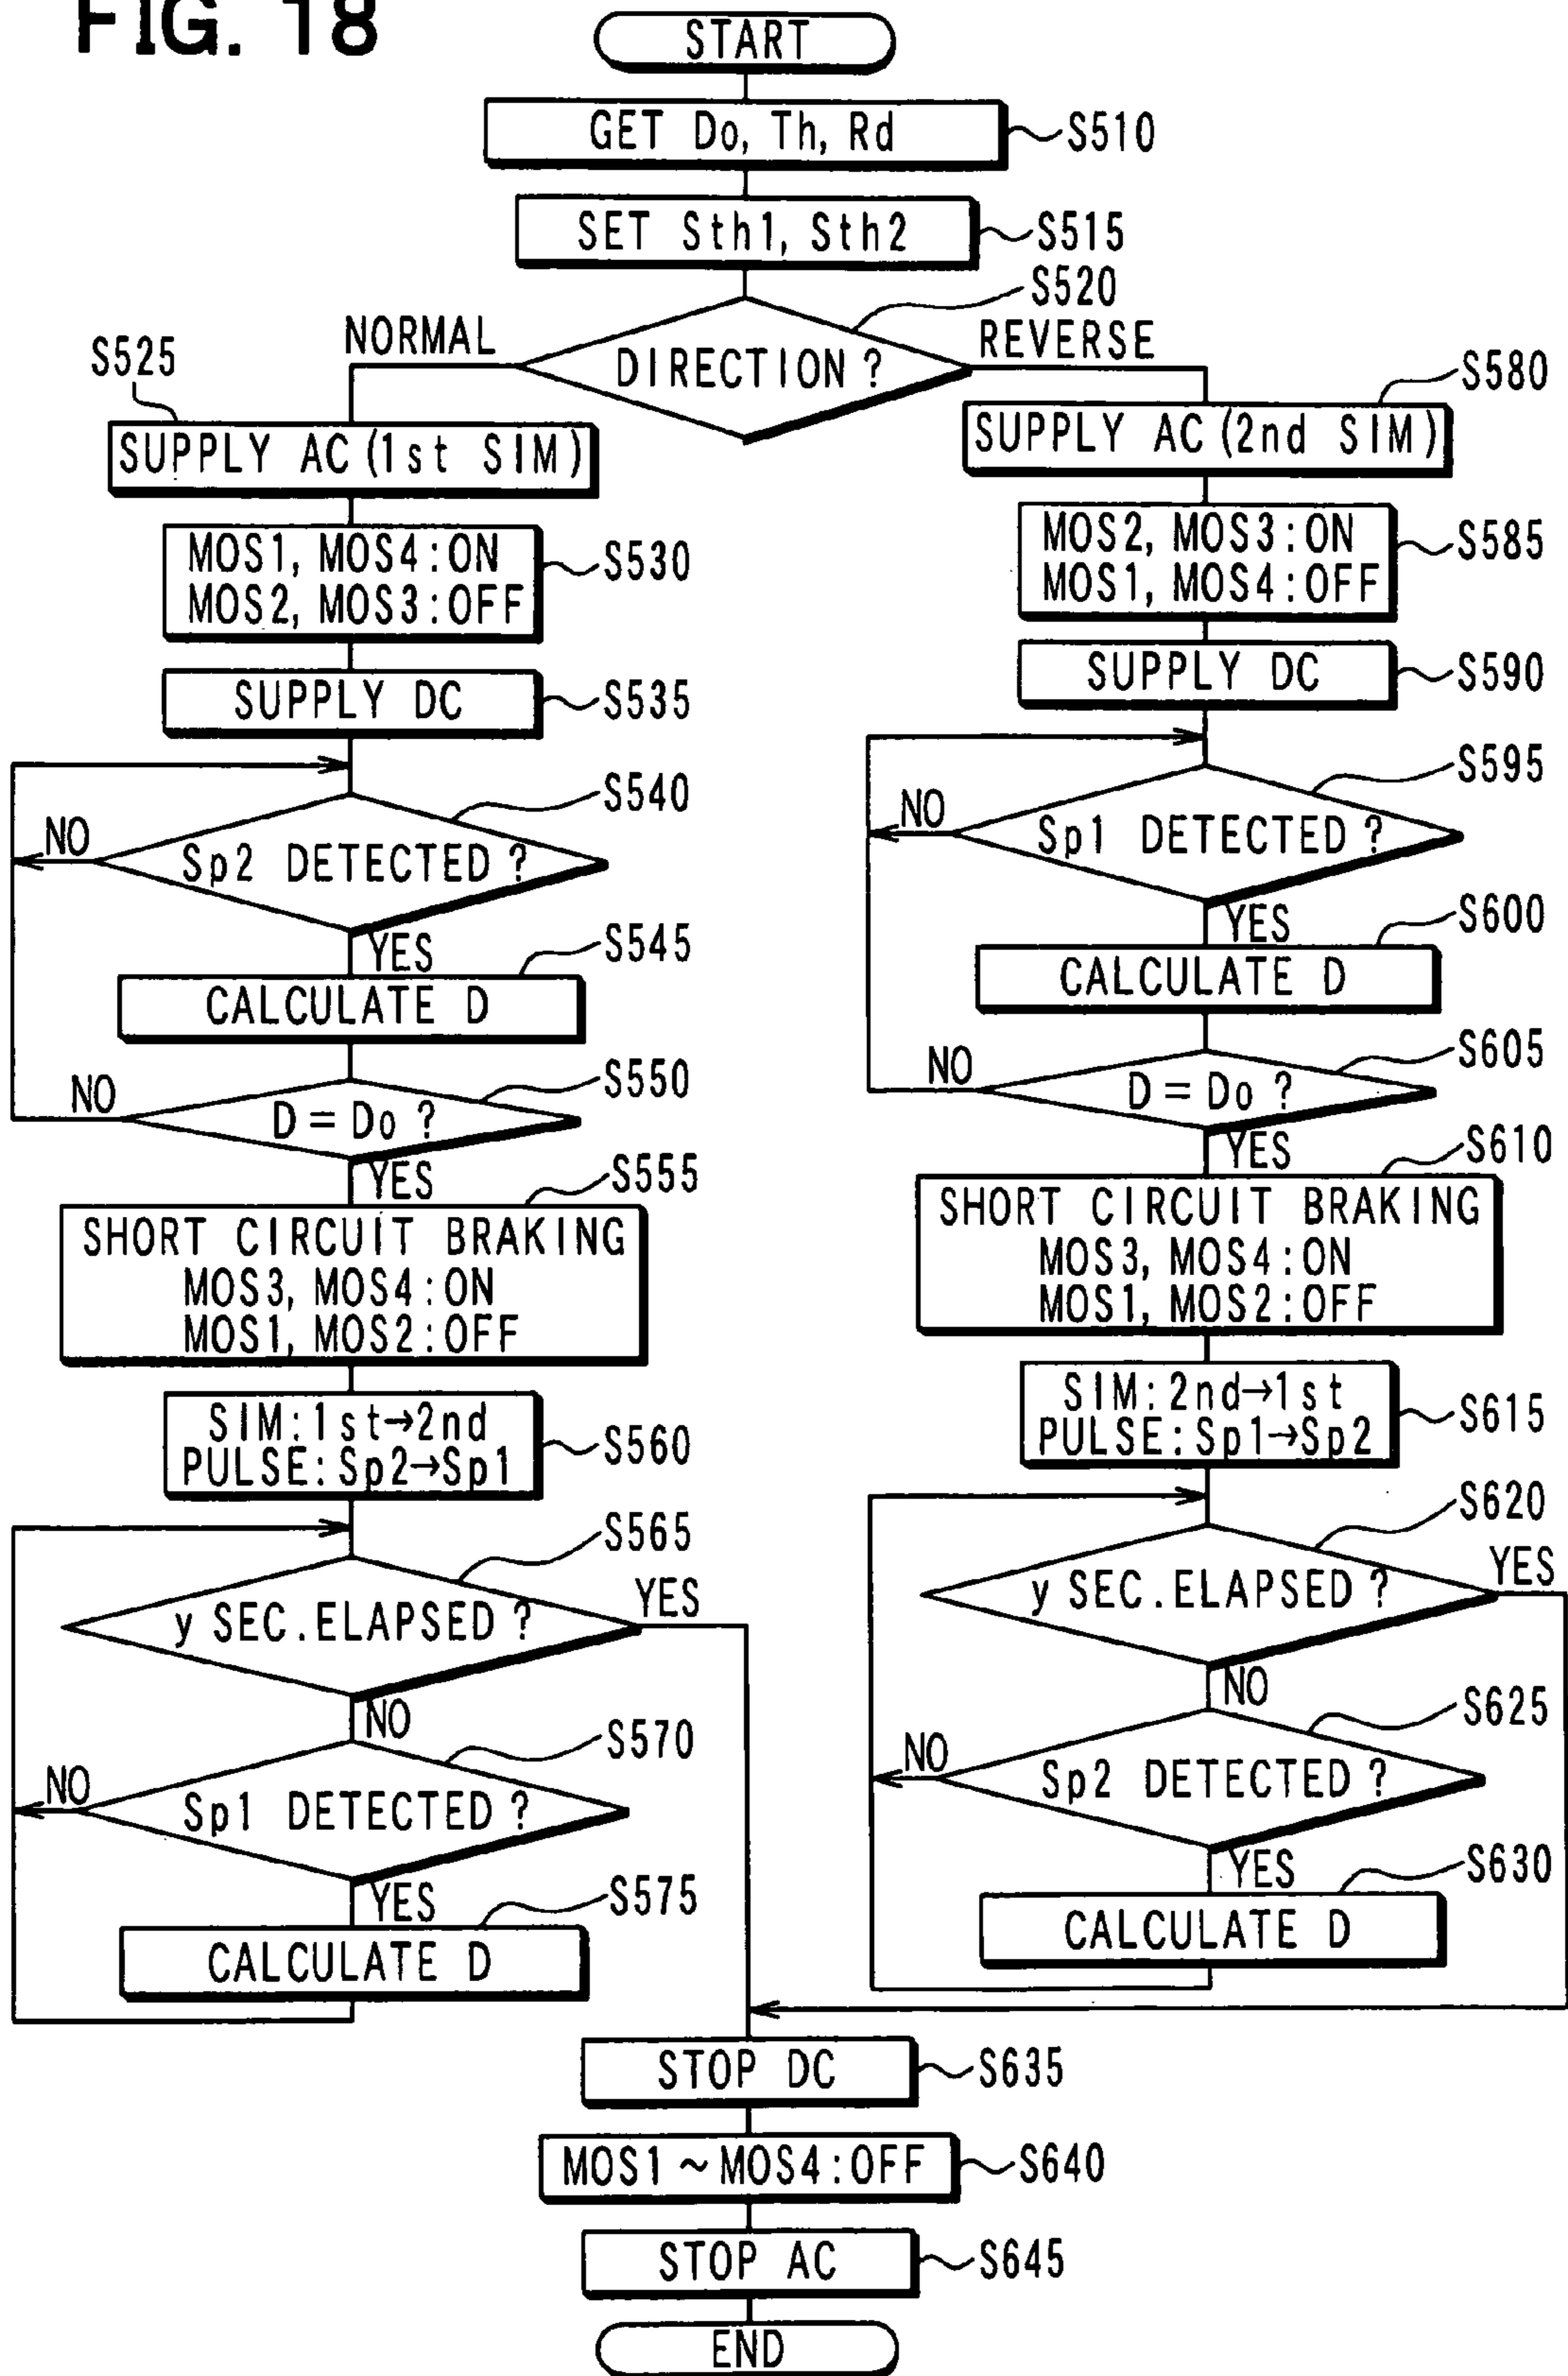 FIG. 18
START
GET Do, Th, Rd
S510
SET Sth1, Sth2
S515
S520
DIRECTION ?
NORMAL
REVERSE
S525
SUPPLY AC (1st SIM)
MOS1, MOS4 : ON
MOS2, MOS3 : OFF
S530
SUPPLY DC
S535
S540
Sp2 DETECTED ?
NO
YES
S545
CALCULATE D
S550
D = Do ?
NO
YES
S555
SHORT CIRCUIT BRAKING
MOS3, MOS4 : ON
MOS1, MOS2 : OFF
SIM : 1st→2nd
PULSE : Sp2→Sp1
S560
S565
y SEC. ELAPSED ?
YES
NO
S570
Sp1 DETECTED ?
NO
YES
S575
CALCULATE D
S580
SUPPLY AC (2nd SIM)
MOS2, MOS3 : ON
MOS1, MOS4 : OFF
S585
SUPPLY DC
S590
S595
Sp1 DETECTED ?
NO
YES
S600
CALCULATE D
S605
D = Do ?
NO
YES
S610
SHORT CIRCUIT BRAKING
MOS3, MOS4 : ON
MOS1, MOS2 : OFF
SIM : 2nd→1st
PULSE : Sp1→Sp2
S615
S620
y SEC. ELAPSED ?
YES
NO
S625
Sp2 DETECTED ?
NO
YES
S630
CALCULATE D
STOP DC
S635
MOS1 ~ MOS4 : OFF
S640
STOP AC
S645
END